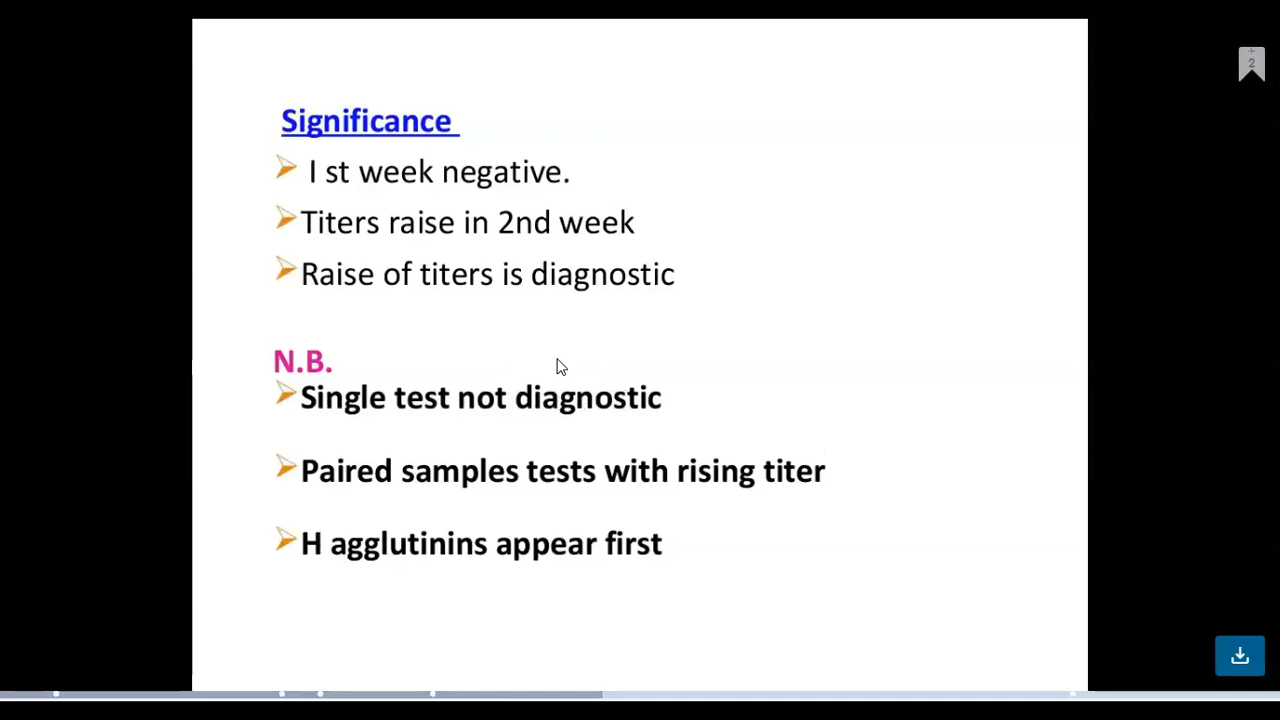 Significance
I st week negative.
Titers raise in 2nd week
Raise of titers is diagnostic
N.B.
Single test not diagnostic
Paired samples tests with rising titer
H agglutinins appear first
+
2